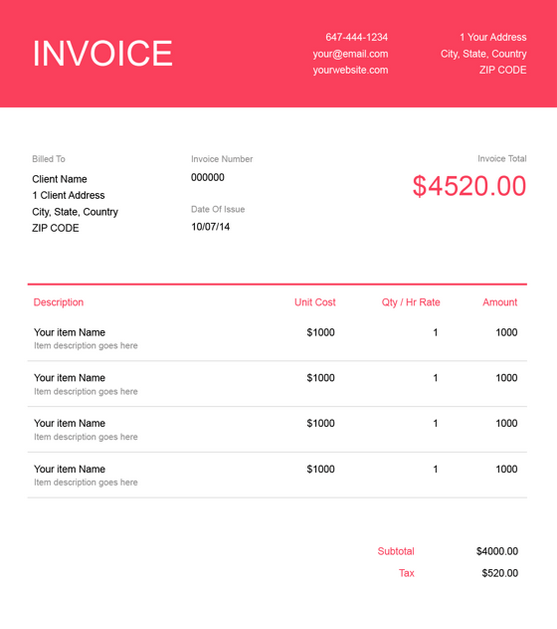 INVOICE
647-444-1234
your@email.com
yourwebsite.com
1 Your Address
City, State, Country
ZIP CODE
Billed To
Client Name
1 Client Address
City, State, Country
ZIP CODE
Invoice Number
000000
Date Of Issue
10/07/14
Invoice Total
$4520.00
Description Unit Cost Qty / Hr Rate Amount
Your item Name $1000 1 1000
Item description goes here
Your item Name $1000 1 1000
Item description goes here
Your item Name $1000 1 1000
Item description goes here
Your item Name $1000 1 1000
Item description goes here
Subtotal $4000.00
Tax $520.00